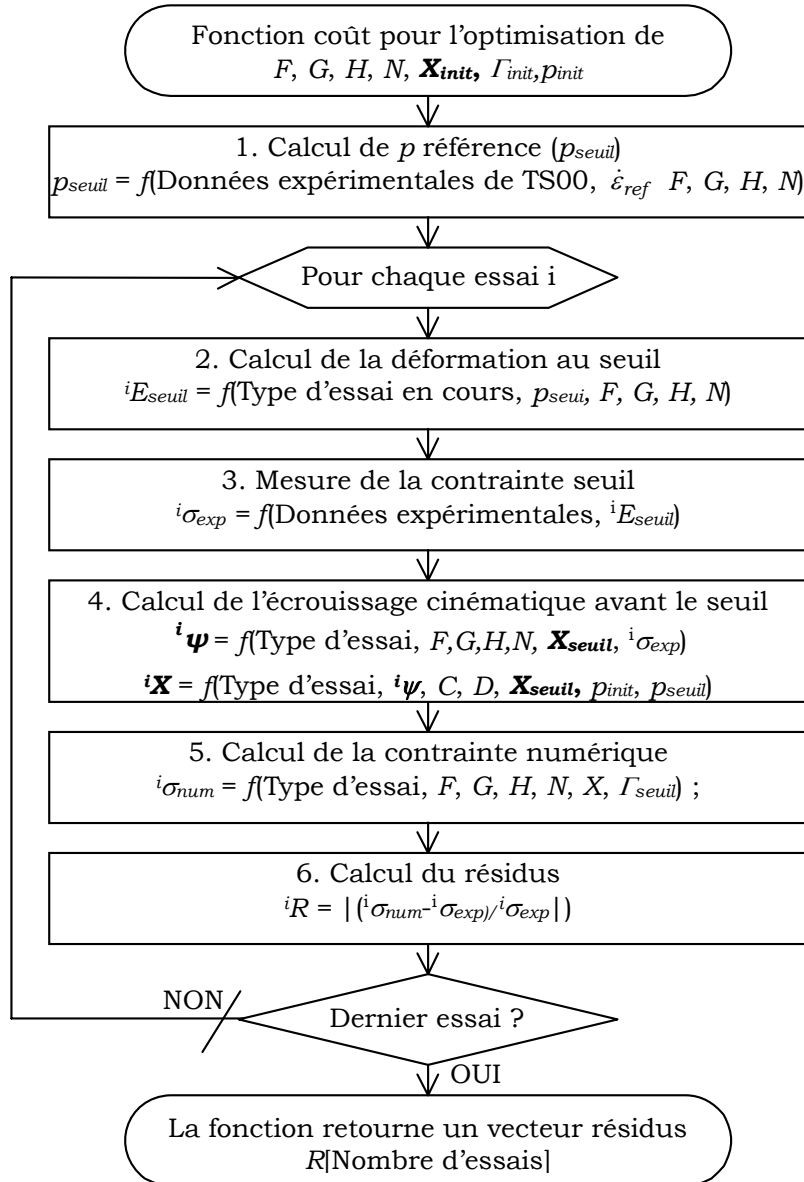 Fonction coût pour l'optimisation de
F, G, H, N, X_init, Γ_init, p_init
1. Calcul de p référence (p_seuil)
p_seuil = f(Données expérimentales de TS00, ε̇_ref F, G, H, N)
Pour chaque essai i
2. Calcul de la déformation au seuil
ⁱE_seuil = f(Type d'essai en cours, p_seui, F, G, H, N)
3. Mesure de la contrainte seuil
ⁱσ_exp = f(Données expérimentales, ⁱE_seuil)
4. Calcul de l'écrouissage cinématique avant le seuil
ⁱψ = f(Type d'essai, F,G,H,N, X_seuil, ⁱσ_exp)
ⁱX = f(Type d'essai, ⁱψ, C, D, X_seuil, p_init, p_seuil)
5. Calcul de la contrainte numérique
ⁱσ_num = f(Type d'essai, F, G, H, N, X, Γ_seuil) ;
6. Calcul du résidus
ⁱR = |(ⁱσ_num-ⁱσ_exp)/ⁱσ_exp|)
NON
Dernier essai ?
OUI
La fonction retourne un vecteur résidus
R[Nombre d'essais]